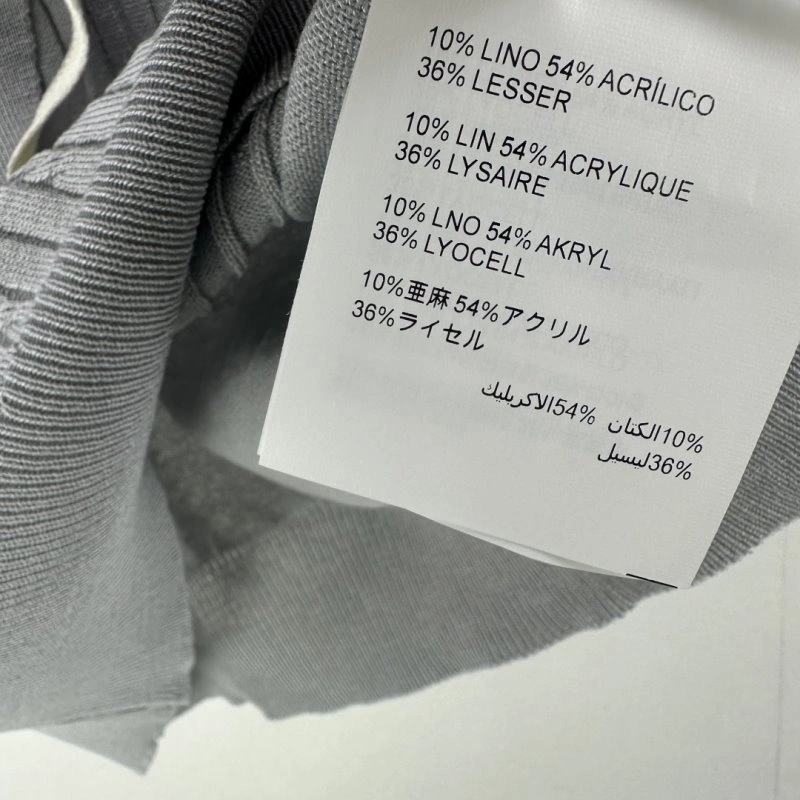 10% LINO 54% ACRÍLICO
36% LESSER
10% LIN 54% ACRYLIQUE
36% LYSAIRE
10% LNO 54% AKRYL
36% LYOCELL
10%亜麻 54%アクリル
36%ライセル
10%الكتان 54%الاكريليك
36%ليسيل